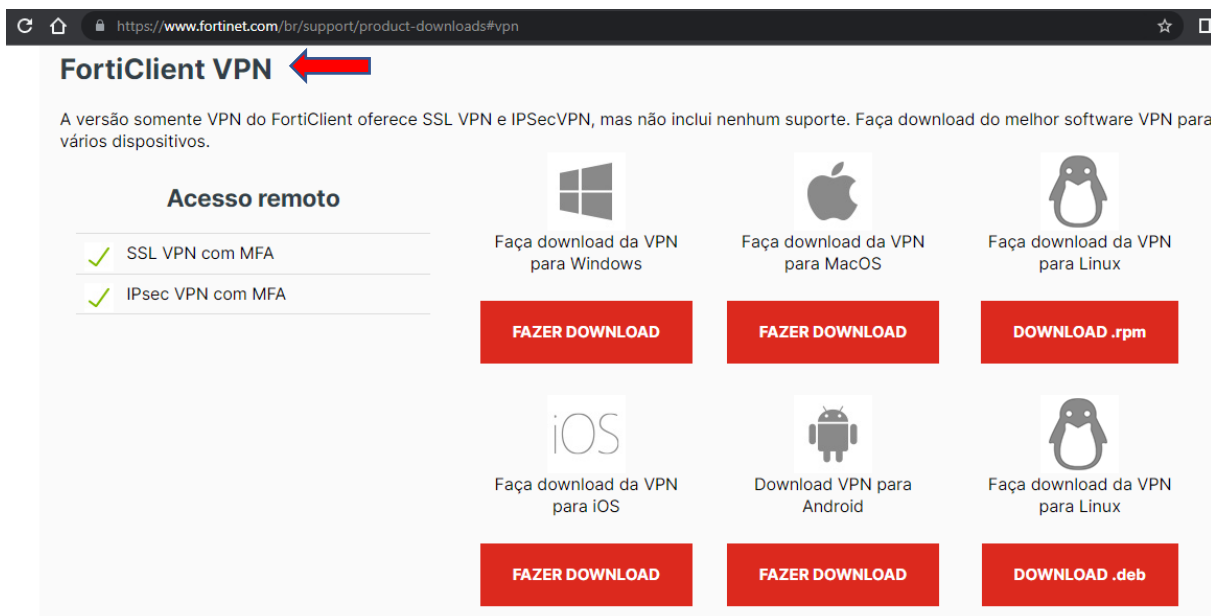 https://www.fortinet.com/br/support/product-downloads#vpn
FortiClient VPN
A versão somente VPN do FortiClient oferece SSL VPN e IPSecVPN, mas não inclui nenhum suporte. Faça download do melhor software VPN para
vários dispositivos.
Acesso remoto
SSL VPN com MFA
IPsec VPN com MFA
Faça download da VPN
para Windows
FAZER DOWNLOAD
Faça download da VPN
para MacOS
FAZER DOWNLOAD
Faça download da VPN
para Linux
DOWNLOAD .rpm
iOS
Faça download da VPN
para iOS
FAZER DOWNLOAD
Download VPN para
Android
FAZER DOWNLOAD
Faça download da VPN
para Linux
DOWNLOAD .deb